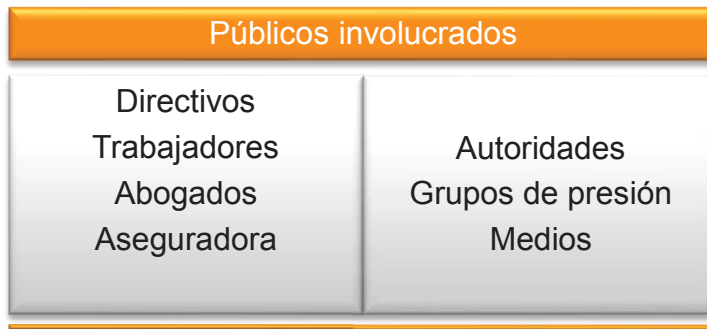 Públicos involucrados
Directivos
Trabajadores
Abogados
Aseguradora
Autoridades
Grupos de presión
Medios